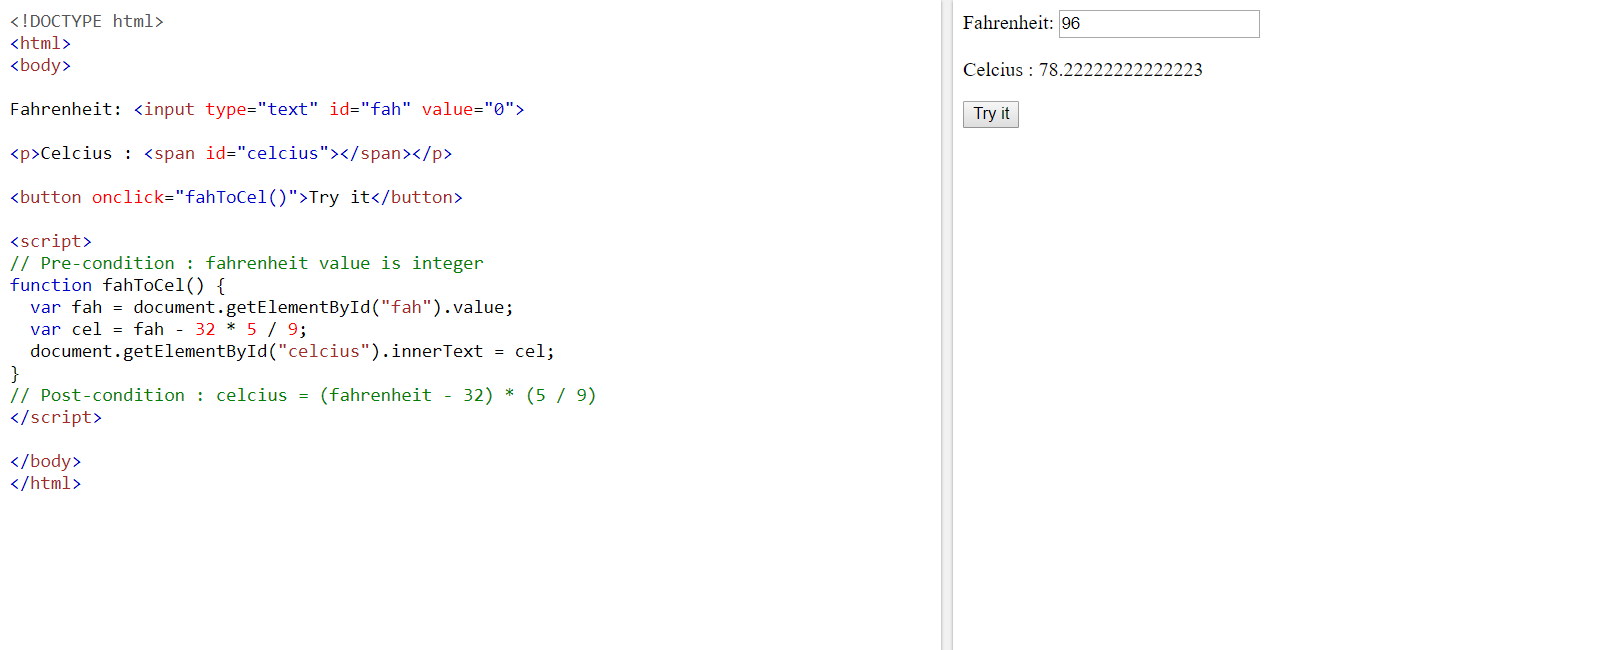 <!DOCTYPE html>
<html>
<body>
Fahrenheit: <input type="text" id="fah" value="0">
<p>Celcius : <span id="celcius"></span></p>
<button onclick="fahToCel()">Try it</button>
<script>
// Pre-condition : fahrenheit value is integer
function fahToCel() {
  var fah = document.getElementById("fah").value;
  var cel = fah - 32 * 5 / 9;
  document.getElementById("celcius").innerText = cel;
}
// Post-condition : celcius = (fahrenheit - 32) * (5 / 9)
</script>
</body>
</html>
Fahrenheit: 96
Celcius : 78.22222222222223
Try it